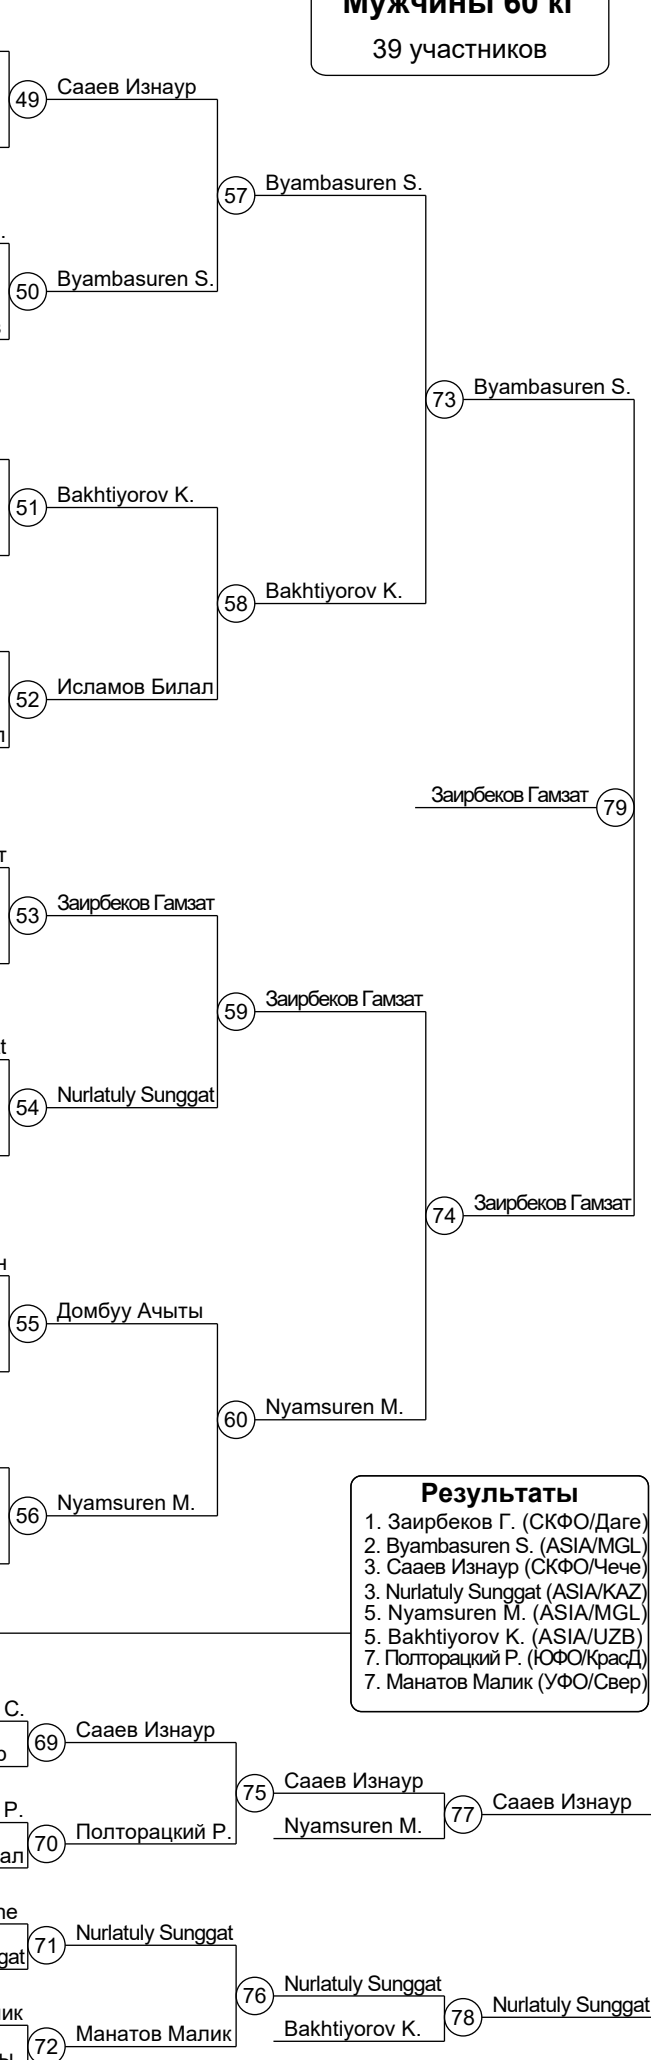 Мужчины 60 кг
39 участников
49
Сааев Изнаур
57
Byambasuren S.
50
Byambasuren S.
73
Byambasuren S.
51
Bakhtiyorov K.
58
Bakhtiyorov K.
52
Исламов Билал
Заирбеков Гамзат
79
53
Заирбеков Гамзат
59
Заирбеков Гамзат
54
Nurlatuly Sunggat
74
Заирбеков Гамзат
55
Домбуу Ачыты
60
Nyamsuren M.
56
Nyamsuren M.
Результаты
1. Заирбеков Г. (СКФО/Даге)
2. Byambasuren S. (ASIA/MGL)
3. Сааев Изнаур (СКФО/Чече)
3. Nurlatuly Sunggat (ASIA/KAZ)
5. Nyamsuren M. (ASIA/MGL)
5. Bakhtiyorov K. (ASIA/UZB)
7. Полторацкий Р. (ЮФО/КрасД)
7. Манатов Малик (УФО/Свер)
С.
69
Сааев Изнаур
75
Сааев Изнаур
Nyamsuren M.
77
Сааев Изнаур
Р.
70
Полторацкий Р.
71
Nurlatuly Sunggat
76
Nurlatuly Sunggat
Bakhtiyorov K.
78
Nurlatuly Sunggat
72
Манатов Малик